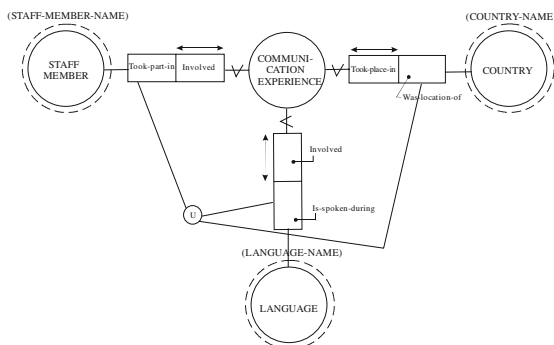 (STAFF-MEMBER-NAME)
(COUNTRY-NAME
STAFF
MEMBER
Took-part-in
Involved
COMMUNI-
CATION
EXPERIENCE
Took-place-in
Was-location-of
COUNTRY
Involved
Is-spoken-during
U
(LANGUAGE-NAME)
LANGUAGE